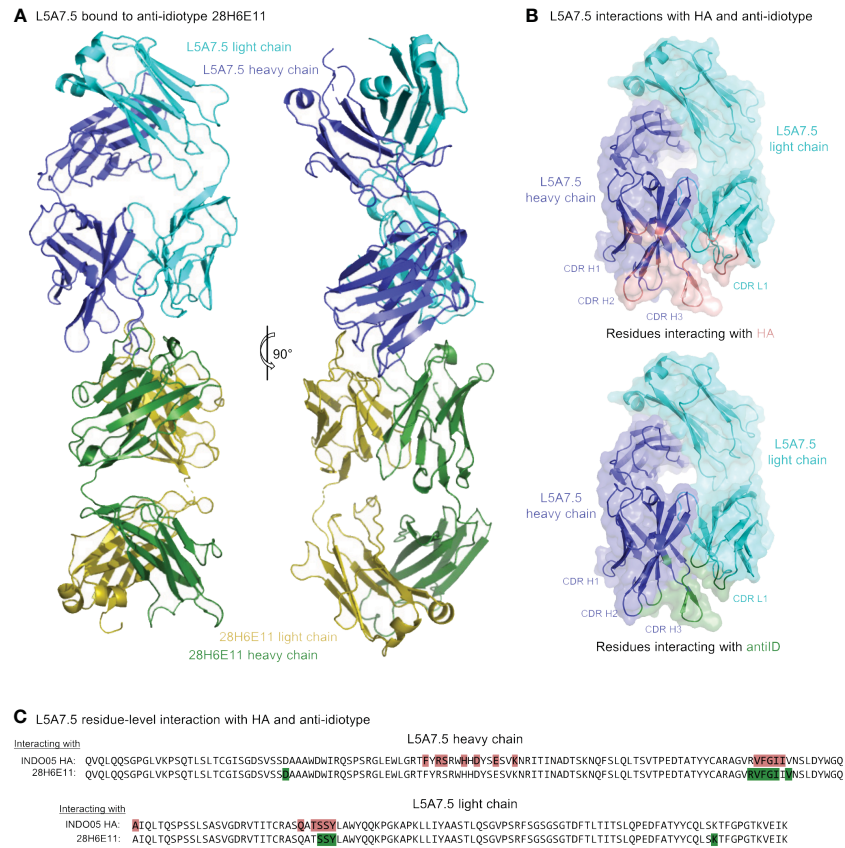 A L5A7.5 bound to anti-idiotype 28H6E11
L5A7.5 light chain
L5A7.5 heavy chain
90°
28H6E11 light chain
28H6E11 heavy chain
B L5A7.5 interactions with HA and anti-idiotype
L5A7.5
light chain
L5A7.5
heavy chain
CDR H1
CDR H2
CDR H3
CDR L1
Residues interacting with HA
L5A7.5
light chain
L5A7.5
heavy chain
CDR H1
CDR H2
CDR H3
CDR L1
Residues interacting with antiID
C L5A7.5 residue-level interaction with HA and anti-idiotype
Interacting with
L5A7.5 heavy chain
INDO05 HA: QVQLQQSGPGLVKPSQTLSLTCGISGDSVSSDAAAWDWIRQSPSRGLEWLGRTFYRSRWHHDYSESVKNRITINADTSKNQFSLQLTSVTPEDTATYYCARAGVRVFGIIVNSLDYWGQ
28H6E11: QVQLQQSGPGLVKPSQTLSLTCGISGDSVSSDAAAWDWIRQSPSRGLEWLGRTFYRSRWHHDYSESVKNRITINADTSKNQFSLQLTSVTPEDTATYYCARAGVRVFGIIVNSLDYWGQ
Interacting with
L5A7.5 light chain
INDO05 HA: AIQLTQSPSSLSASVGDRVTITCRASQATSSYLAWYQQKPGKAPKLLIYAASTLQSGVPSRFSGSGSGTDFTLTITSLQPEDFATYYCQLSKTFGPGTKVEIK
28H6E11: AIQLTQSPSSLSASVGDRVTITCRASQATSSYLAWYQQKPGKAPKLLIYAASTLQSGVPSRFSGSGSGTDFTLTITSLQPEDFATYYCQLSKTFGPGTKVEIK